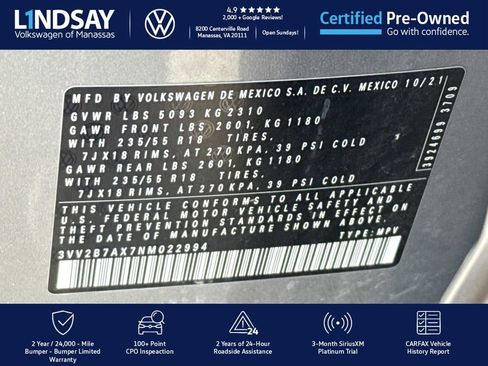 LINDSAY
Volkswagen of Manassas
4.9 ★★★★★
2,000 + Google Reviews!
8200 Centerville Road
Manassas, VA 20111
Open Sundays!
Certified Pre-Owned
Go with confidence.
MFD BY VOLKSWAGEN DE MEXICO S.A. DE C.V. MEXICO 10/21
GVWR LBS 5093 KG 2310
GAWR FRONT LBS 2601, KG 1180
WITH 235/55 R18 TIRES,
7JX18 RIMS, AT 270 KPA, 39 PSI COLD
GAWR REAR LBS 2601, KG 1180
WITH 235/55 R18 TIRES,
7JX18 RIMS, AT 270 KPA, 39 PSI COLD
THIS VEHICLE CONFORMS TO ALL APPLICABLE
U.S. FEDERAL MOTOR VEHICLE SAFETY AND
THEFT PREVENTION STANDARDS IN EFFECT ON
THE DATE OF MANUFACTURE SHOWN ABOVE.
3VV2B7AX7NM022994
TYPE: MPV
3924699 3709
2 Year / 24,000 - Mile
Bumper - Bumper Limited
Warranty
100+ Point
CPO Inspeaction
24
2 Years of 24-Hour
Roadside Assistance
3-Month SiriusXM
Platinum Trial
CARFAX Vehicle
History Report